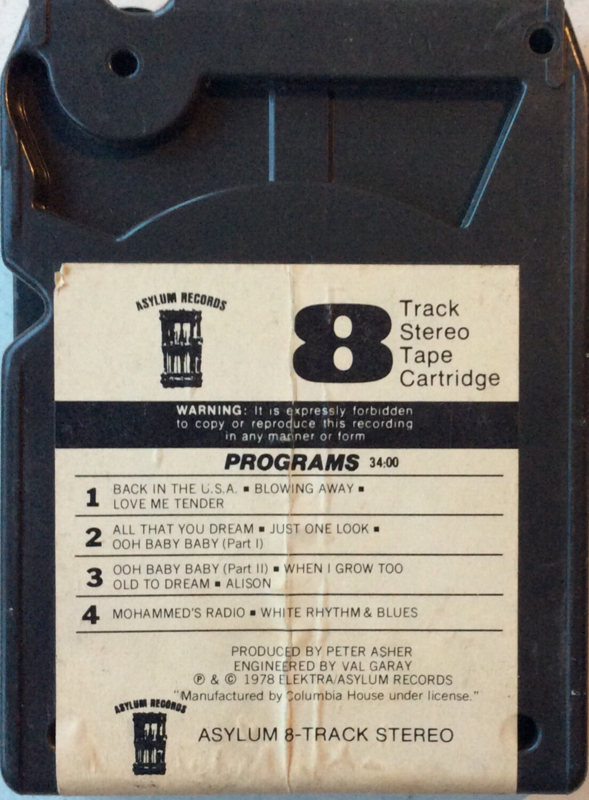 ASYLUM RECORDS
8 Track
Stereo
Tape
Cartridge
WARNING: It is expressly forbidden
to copy or reproduce this recording
in any manner or form
PROGRAMS 34:00
1 BACK IN THE U.S.A. ▪ BLOWING AWAY ▪
LOVE ME TENDER
2 ALL THAT YOU DREAM ▪ JUST ONE LOOK ▪
OOH BABY BABY (Part I)
3 OOH BABY BABY (Part II) ▪ WHEN I GROW TOO
OLD TO DREAM ▪ ALISON
4 MOHAMMED'S RADIO ▪ WHITE RHYTHM & BLUES
PRODUCED BY PETER ASHER
ENGINEERED BY VAL GARAY
℗ & © 1978 ELEKTRA/ASYLUM RECORDS
"Manufactured by Columbia House under license."
ASYLUM RECORDS
ASYLUM 8-TRACK STEREO